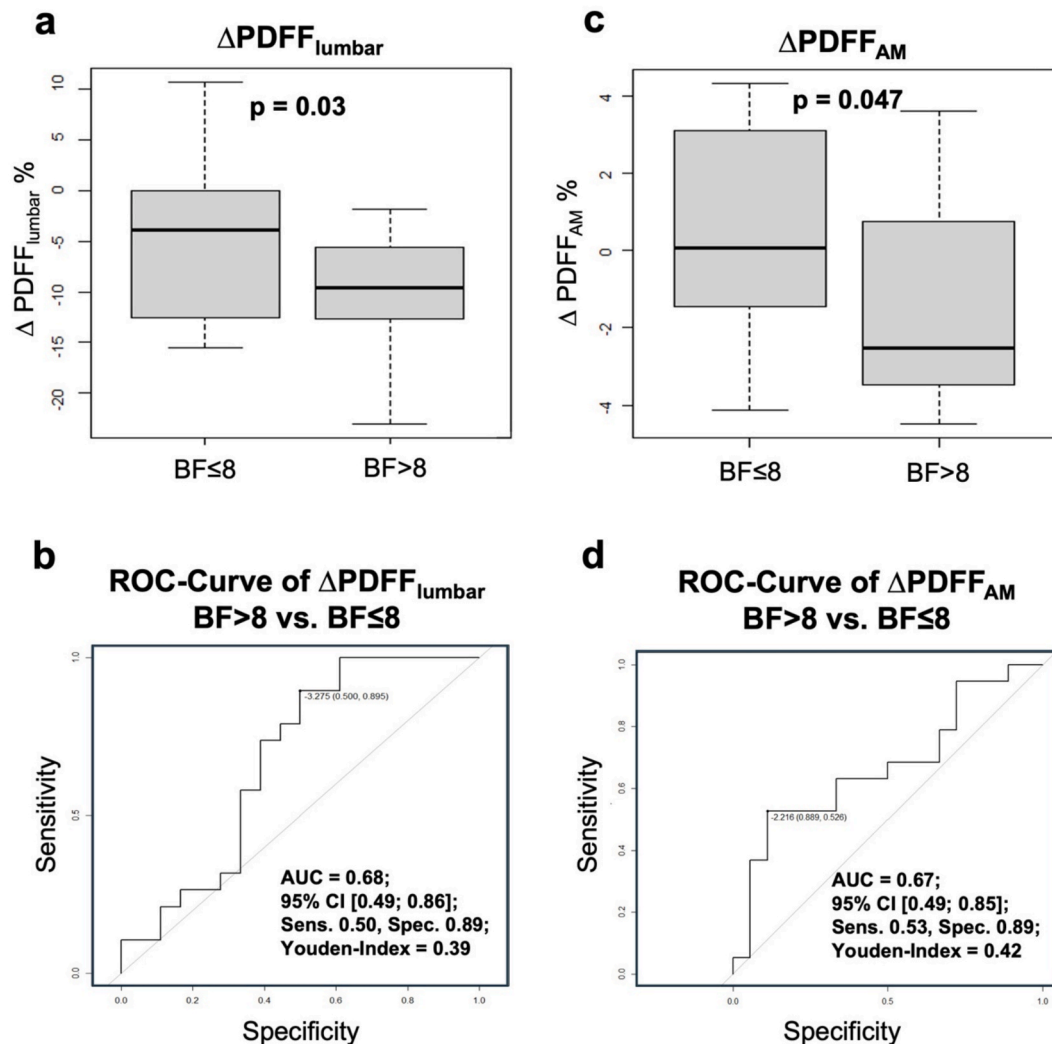 a
ΔPDFFlumbar
p = 0.03
Δ PDFFlumbar %
10
5
0
-5
-10
-15
-20
BF≤8
BF>8
c
ΔPDFFAM
p = 0.047
Δ PDFFAM %
4
2
0
-2
-4
BF≤8
BF>8
b
ROC-Curve of ΔPDFFlumbar
BF>8 vs. BF≤8
Sensitivity
1.0
0.5
0.0
-3.275 (0.500, 0.895)
AUC = 0.68;
95% CI [0.49; 0.86];
Sens. 0.50, Spec. 0.89;
Youden-Index = 0.39
0.0 0.2 0.4 0.6 0.8 1.0
Specificity
d
ROC-Curve of ΔPDFFAM
BF>8 vs. BF≤8
Sensitivity
1.0
0.8
0.6
0.4
0.2
0.0
-2.216 (0.889, 0.526)
AUC = 0.67;
95% CI [0.49; 0.85];
Sens. 0.53, Spec. 0.89;
Youden-Index = 0.42
0.0 0.5 1.0
Specificity